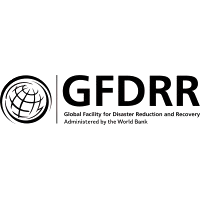 GFDRR
Global Facility for Disaster Reduction and Recovery
Administered by the World Bank